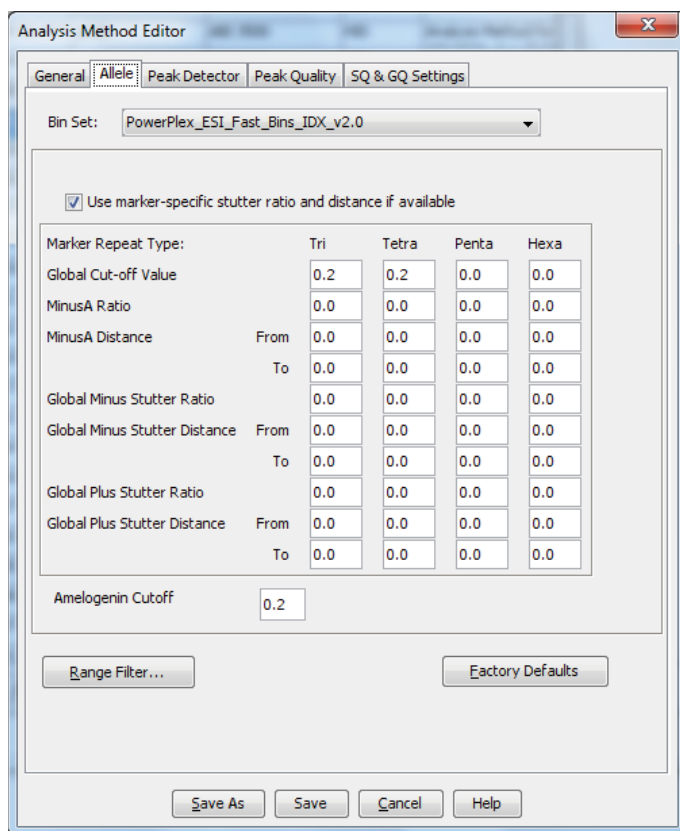 Analysis Method Editor
General Allele Peak Detector Peak Quality SQ & GQ Settings
Bin Set: PowerPlex_ESI_Fast_Bins_IDX_v2.0
Use marker-specific stutter ratio and distance if available
Marker Repeat Type: Tri Tetra Penta Hexa
Global Cut-off Value 0.2 0.2 0.0 0.0
MinusA Ratio 0.0 0.0 0.0 0.0
MinusA Distance From 0.0 0.0 0.0 0.0
To 0.0 0.0 0.0 0.0
Global Minus Stutter Ratio 0.0 0.0 0.0 0.0
Global Minus Stutter Distance From 0.0 0.0 0.0 0.0
To 0.0 0.0 0.0 0.0
Global Plus Stutter Ratio 0.0 0.0 0.0 0.0
Global Plus Stutter Distance From 0.0 0.0 0.0 0.0
To 0.0 0.0 0.0 0.0
Amelogenin Cutoff 0.2
Range Filter... Factory Defaults
Save As Save Cancel Help